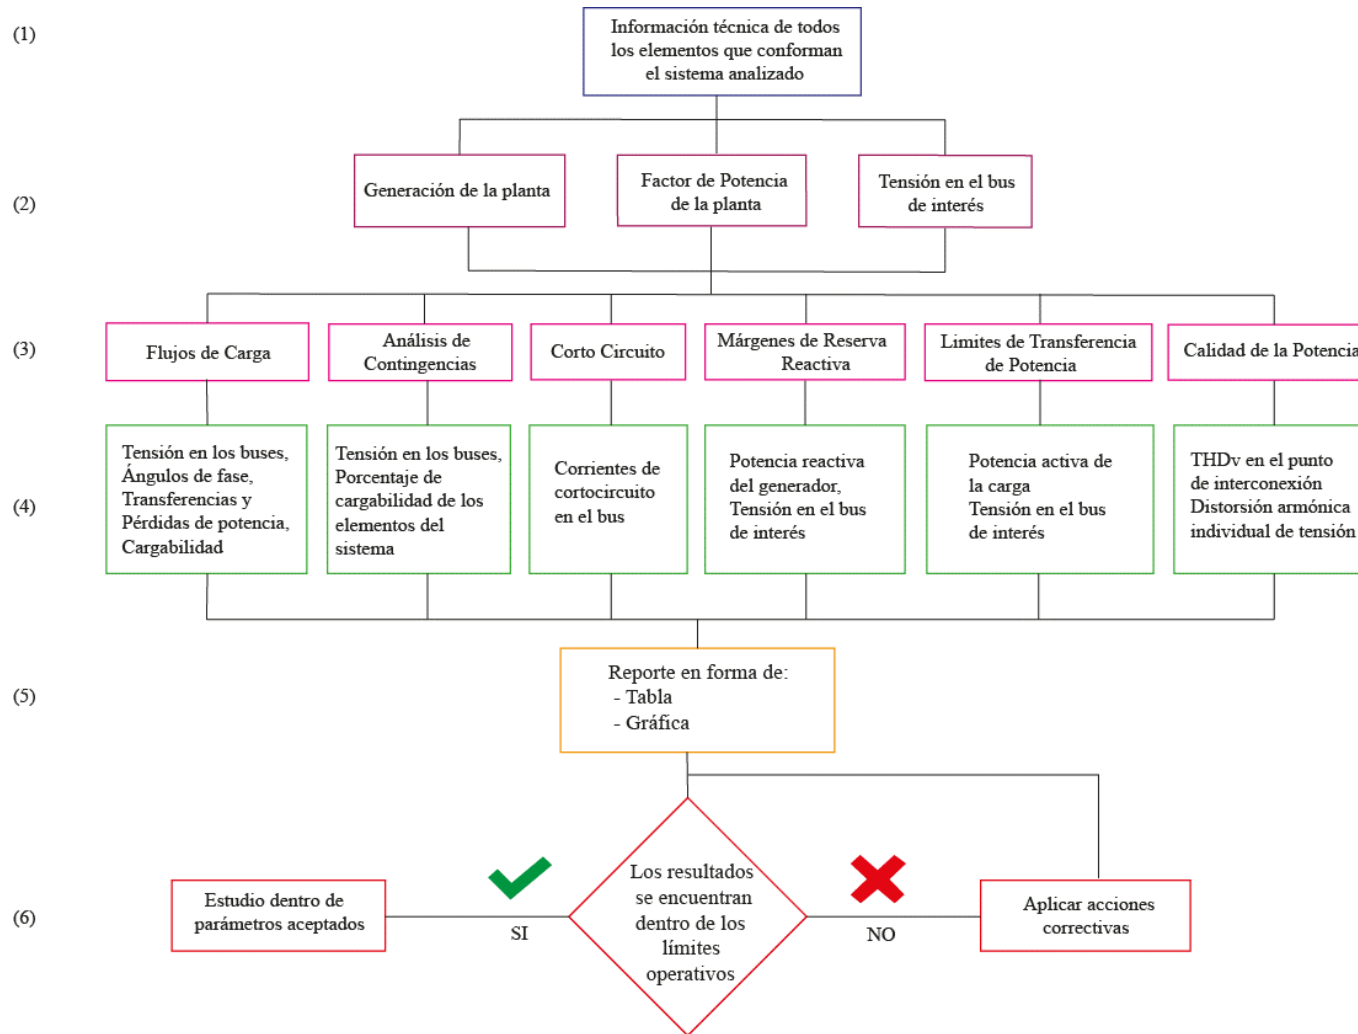 (1)
Información técnica de todos
los elementos que conforman
el sistema analizado
(2)
Generación de la planta
Factor de Potencia
de la planta
Tensión en el bus
de interés
(3)
Flujos de Carga
Análisis de
Contingencias
Corto Circuito
Márgenes de Reserva
Reactiva
Limites de Transferencia
de Potencia
Calidad de la Potencia
(4)
Tensión en los buses,
Ángulos de fase,
Transferencias y
Pérdidas de potencia,
Cargabilidad
Tensión en los buses,
Porcentaje de
cargabilidad de los
elementos del
sistema
Corrientes de
cortocircuito
en el bus
Potencia reactiva
del generador,
Tensión en el bus
de interés
Potencia activa de
la carga
Tensión en el bus
de interés
THDv en el punto
de interconexión
Distorsión armónica
individual de tensión
(5)
Reporte en forma de:
- Tabla
- Gráfica
(6)
Estudio dentro de
parámetros aceptados
SI
Los resultados
se encuentran
dentro de los
límites
operativos
NO
Aplicar acciones
correctivas